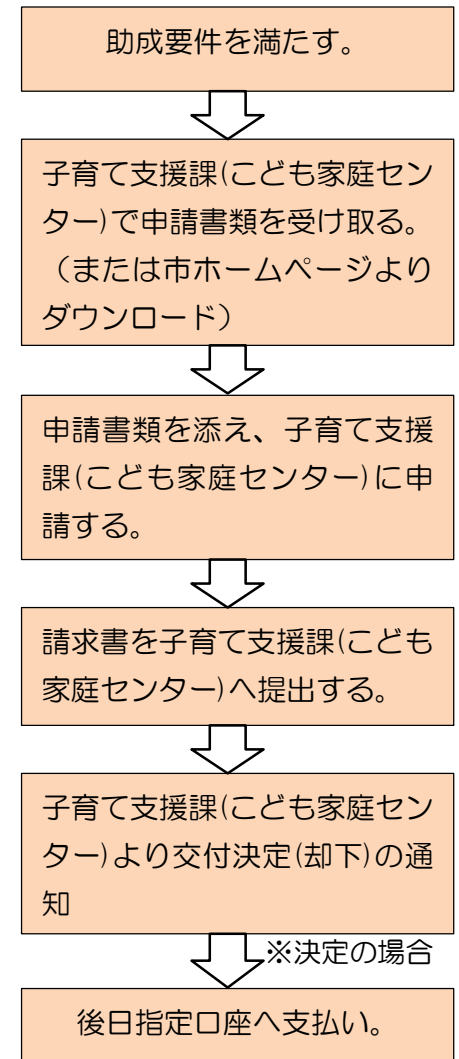 助成要件を満たす。
子育て支援課(こども家庭セン
ター)で申請書類を受け取る。
（または市ホームページより
ダウンロード）
申請書類を添え、子育て支援
課(こども家庭センター)に申
請する。
請求書を子育て支援課(こども
家庭センター)へ提出する。
子育て支援課(こども家庭セン
ター)より交付決定(却下)の通
知
※決定の場合
後日指定口座へ支払い。